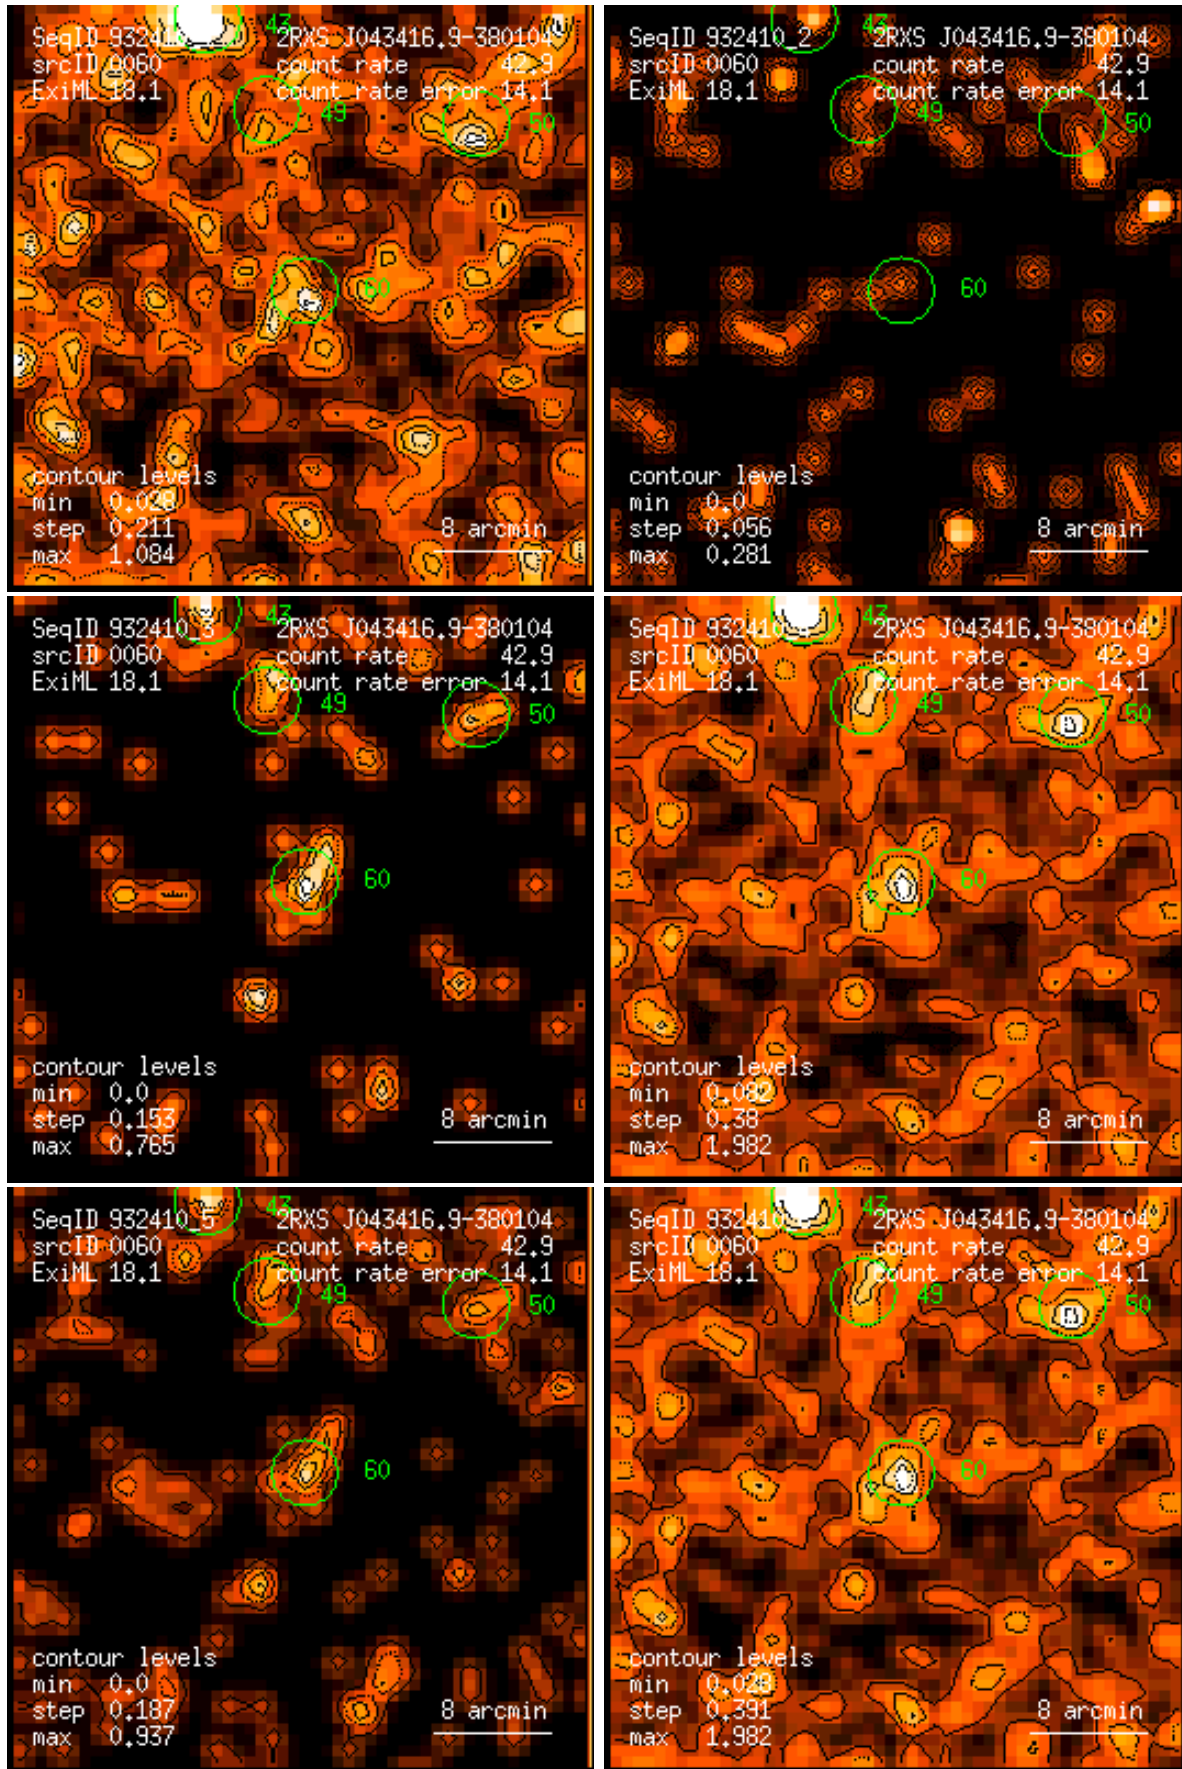 43
SeqID 932410 2RXS J043416.9-380104
srcID 0060 count rate 42.9
ExiML 18.1 count rate error 14.1
49
50
60
contour levels
min 0.028
step 0.211 8 arcmin
max 1.084
43
SeqID 932410_2 2RXS J043416.9-380104
srcID 0060 count rate 42.9
ExiML 18.1 count rate error 14.1
49
50
60
contour levels
min 0.0
step 0.056 8 arcmin
max 0.281
43
SeqID 932410_3 2RXS J043416.9-380104
srcID 0060 count rate 42.9
ExiML 18.1 count rate error 14.1
49
50
60
contour levels
min 0.0
step 0.153 8 arcmin
max 0.765
43
SeqID 932410 2RXS J043416.9-380104
srcID 0060 count rate 42.9
ExiML 18.1 count rate error 14.1
49
50
60
contour levels
min 0.082
step 0.38 8 arcmin
max 1.982
43
SeqID 932410_5 2RXS J043416.9-380104
srcID 0060 count rate 42.9
ExiML 18.1 count rate error 14.1
49
50
60
contour levels
min 0.0
step 0.187 8 arcmin
max 0.937
43
SeqID 932410 2RXS J043416.9-380104
srcID 0060 count rate 42.9
ExiML 18.1 count rate error 14.1
49
50
60
contour levels
min 0.028
step 0.391 8 arcmin
max 1.982